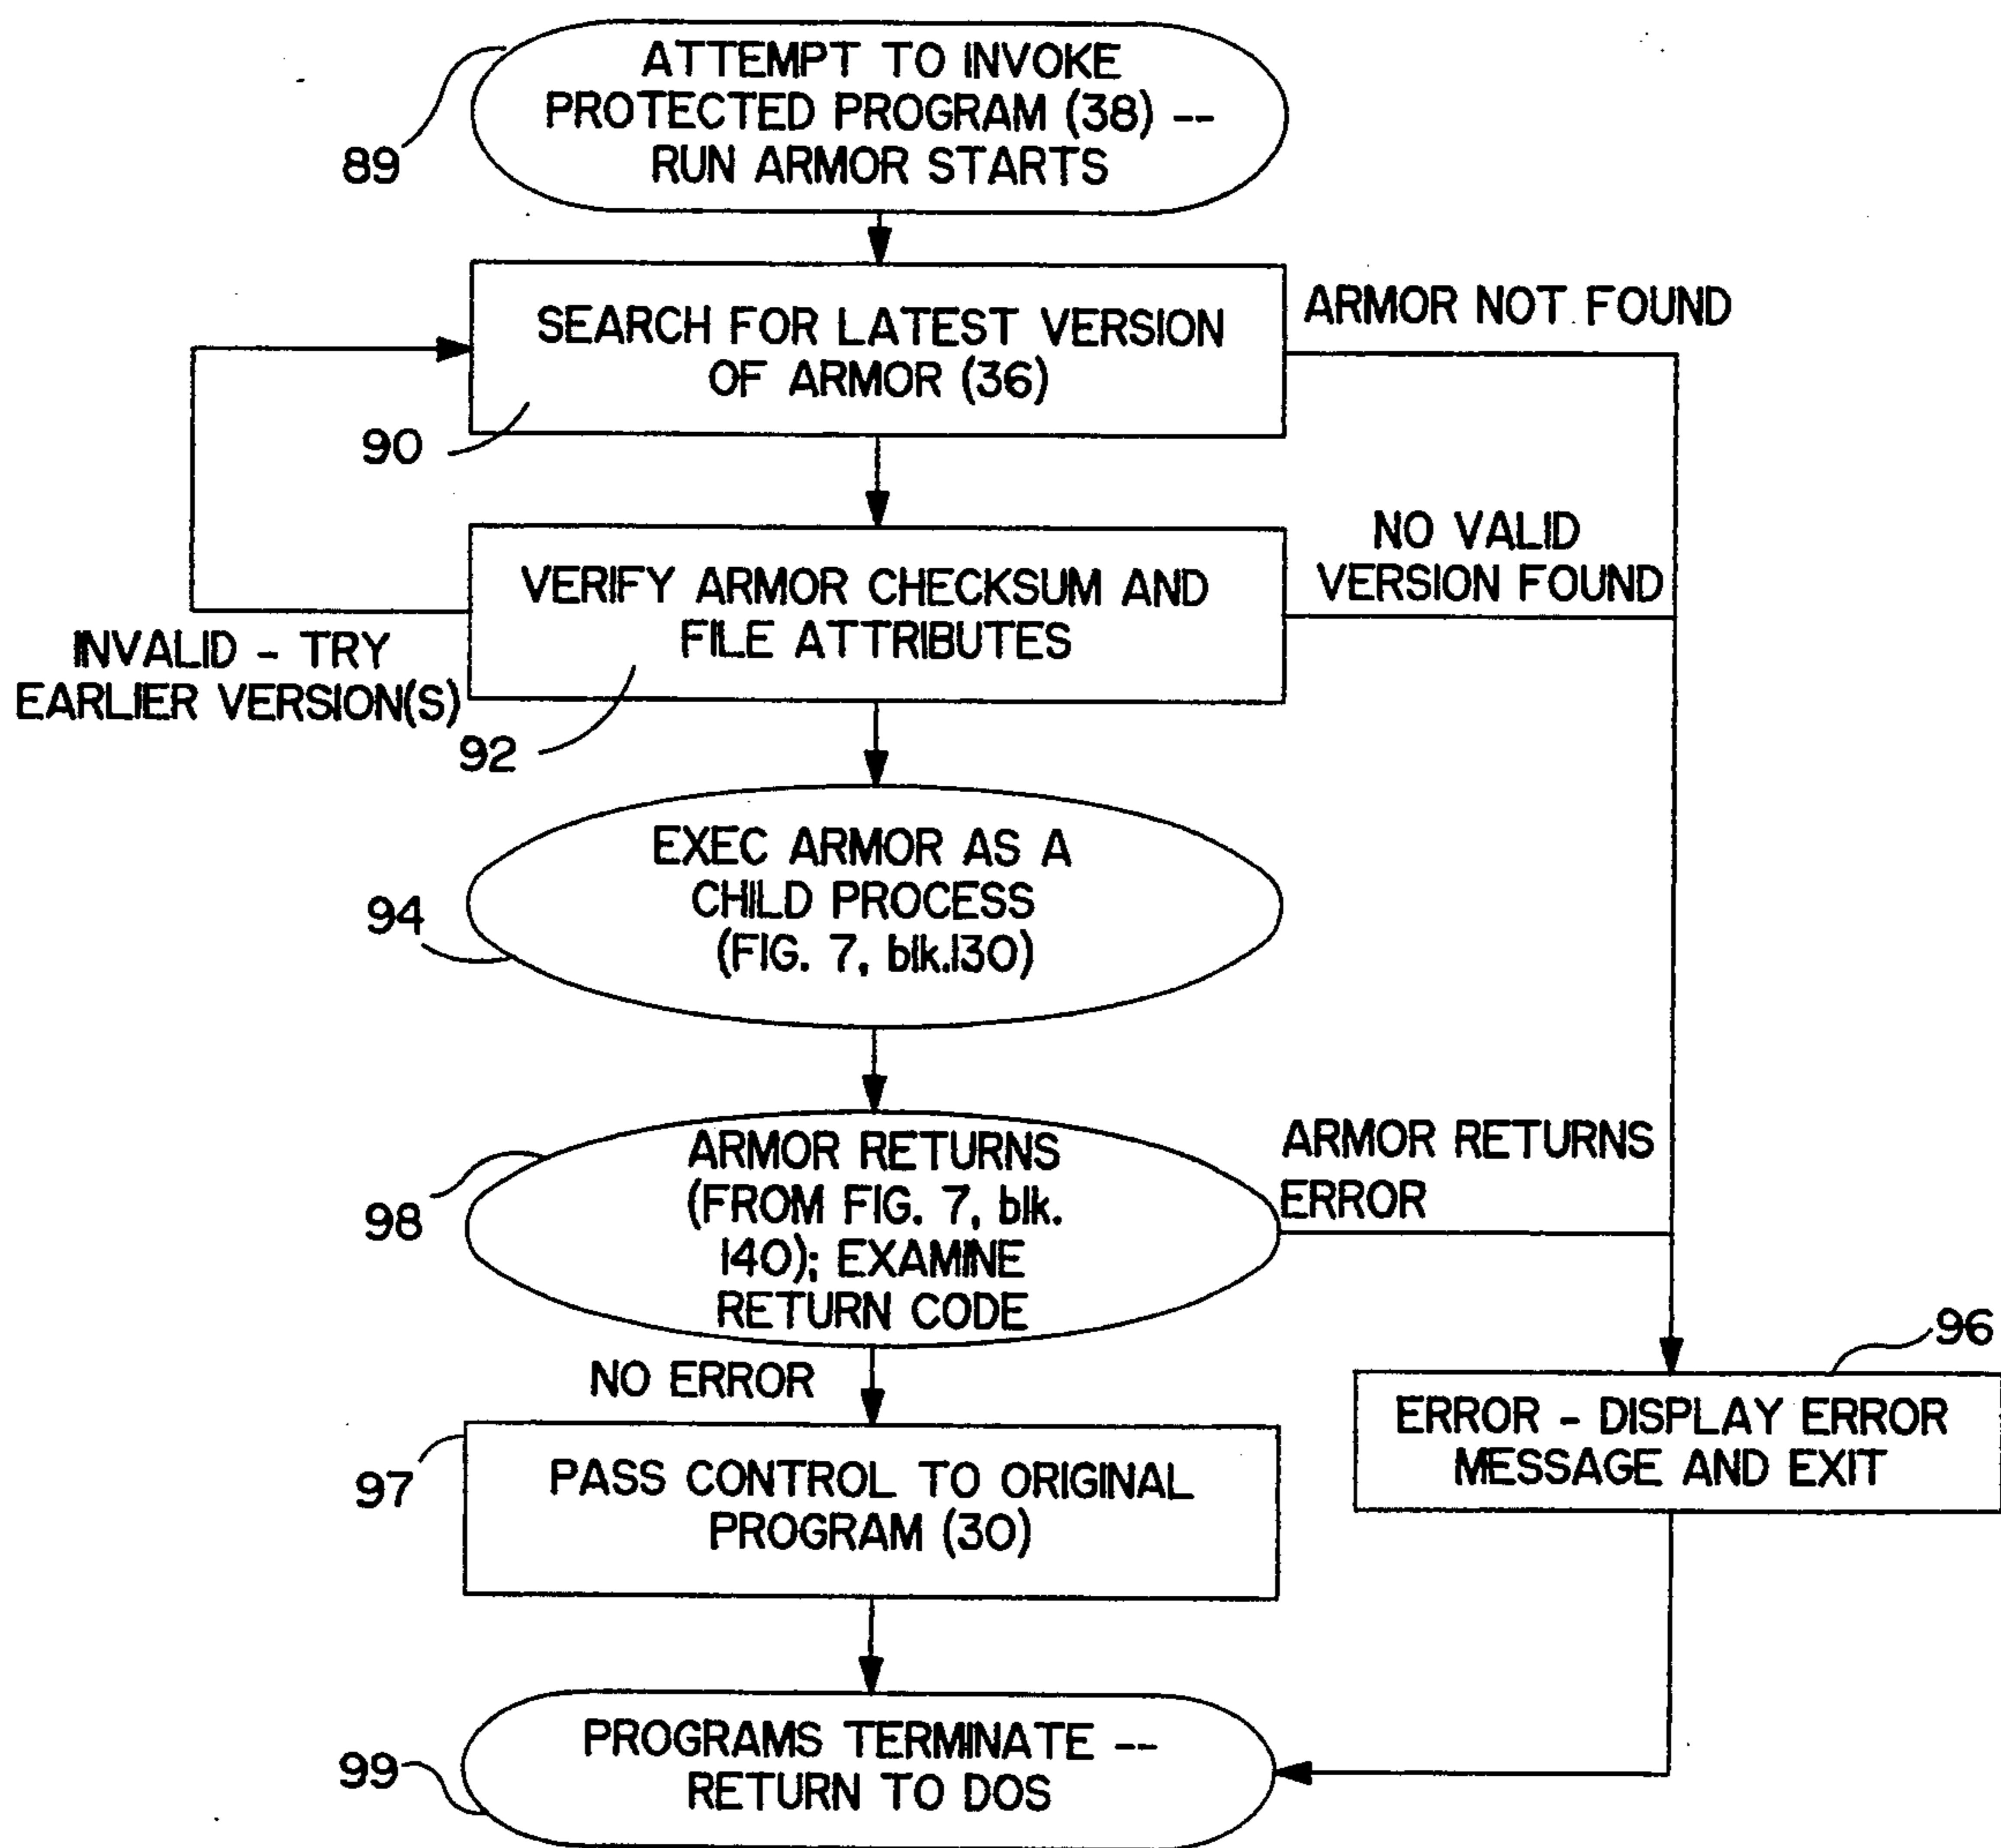 ATTEMPT TO INVOKE
PROTECTED PROGRAM (38) --
RUN ARMOR STARTS
89
SEARCH FOR LATEST VERSION
OF ARMOR (36)
ARMOR NOT FOUND
90
VERIFY ARMOR CHECKSUM AND
FILE ATTRIBUTES
NO VALID
VERSION FOUND
INVALID - TRY
EARLIER VERSION(S)
92
EXEC ARMOR AS A
CHILD PROCESS
(FIG. 7, blk.130)
94
ARMOR RETURNS
(FROM FIG. 7, blk.
140); EXAMINE
RETURN CODE
98
ARMOR RETURNS
ERROR
NO ERROR
96
ERROR - DISPLAY ERROR
MESSAGE AND EXIT
97
PASS CONTROL TO ORIGINAL
PROGRAM (30)
PROGRAMS TERMINATE --
RETURN TO DOS
99